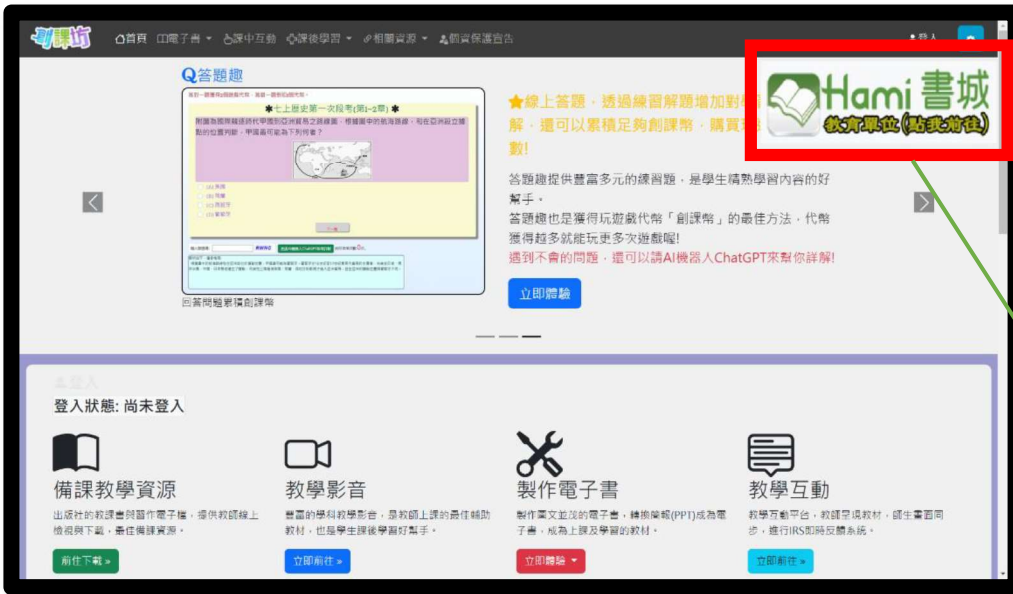 創課坊
首頁 電子書 課中互動 課後學習 相關資源 個資保護宣告
登入
Hami 書城
教育單位(點我前往)
Q答題趣
✱七上歷史第一次段考(第1~2章) ✱
回答問題累積創課幣
★線上答題，透過練習解題增加對
解，還可以累積足夠創課幣，購買
數!
答題趣提供豐富多元的練習題，是學生精熟學習內容的好
幫手。
答題趣也是獲得玩遊戲代幣「創課幣」的最佳方法，代幣
獲得越多就能玩更多次遊戲喔!
遇到不會的問題，還可以請AI機器人ChatGPT來幫你詳解!
立即體驗
登入
登入狀態: 尚未登入
備課教學資源
出版社的教課書與習作電子檔，提供教師線上
檢視與下載，最佳備課資源。
前往下載 »
教學影音
豐富的學科教學影音，是教師上課的最佳輔助
教材，也是學生課後學習好幫手。
立即前往 »
製作電子書
製作圖文並茂的電子書，轉換簡報(PPT)成為電
子書，成為上課及學習的教材。
立即體驗
教學互動
教學互動平台，教師呈現教材，師生畫面同
步，進行IRS即時反饋系統。
立即前往 »